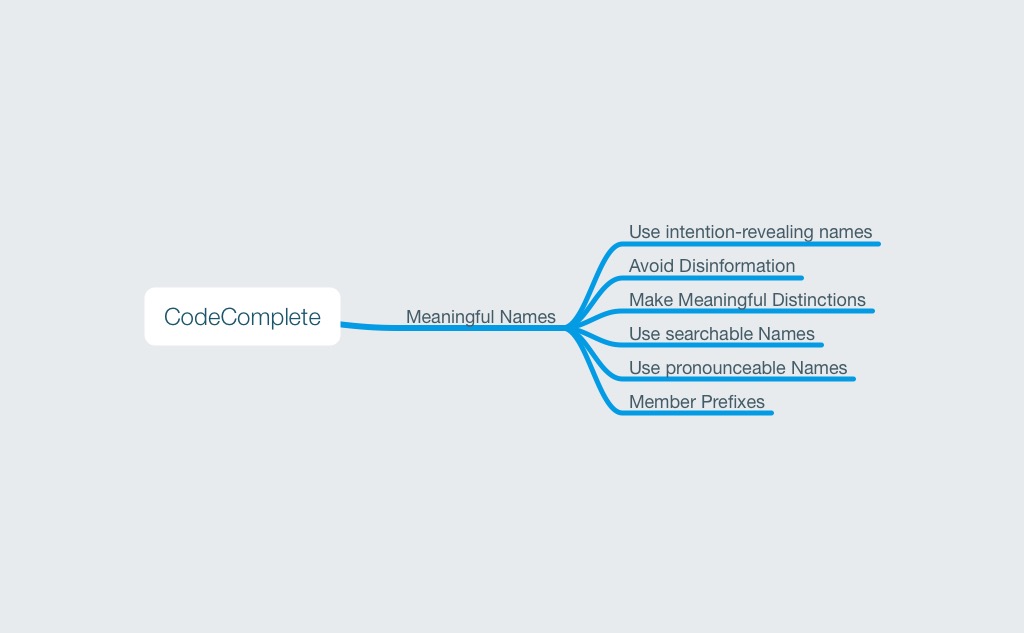 CodeComplete
Meaningful Names
Use intention-revealing names
Avoid Disinformation
Make Meaningful Distinctions
Use searchable Names
Use pronounceable Names
Member Prefixes